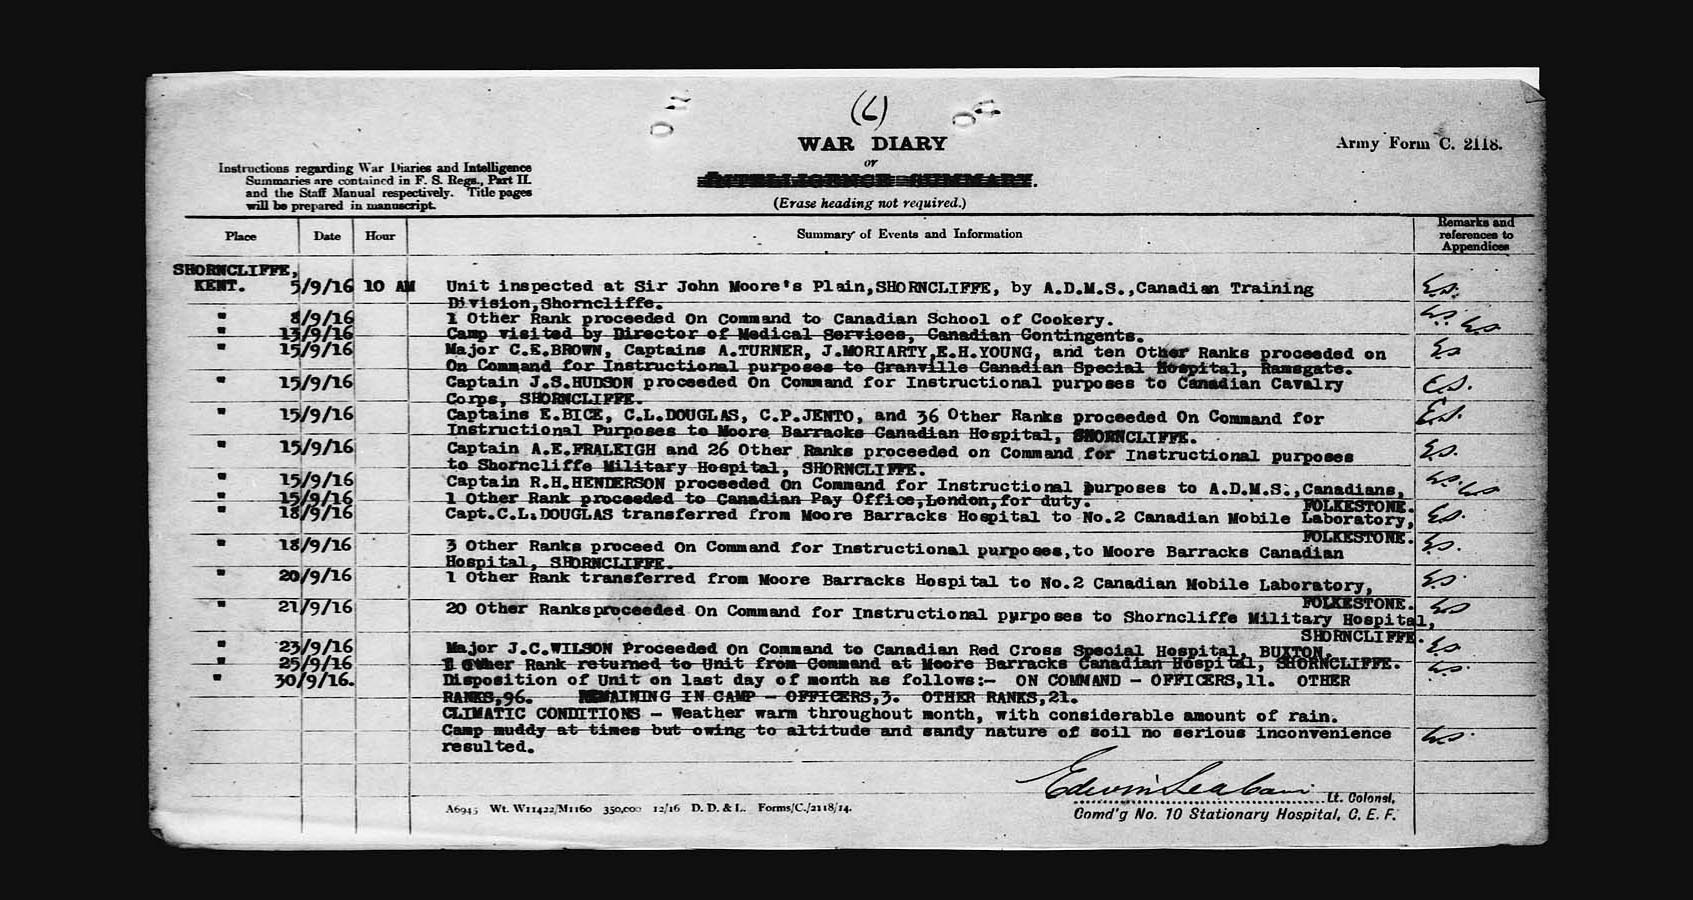 (6)
WAR DIARY
Army Form C. 2118.
or
INTELLIGENCE SUMMARY.
(Erase heading not required.)
Instructions regarding War Diaries and Intelligence
Summaries are contained in F. S. Regs., Part II.
and the Staff Manual respectively. Title pages
will be prepared in manuscript.
Place Date Hour Summary of Events and Information Remarks and
references to
Appendices
SHORNCLIFFE,
KENT. 5/9/16 10 AM Unit inspected at Sir John Moore's Plain,SHORNCLIFFE, by A.D.M.S.,Canadian Training E.S.
Division,Shorncliffe.
" 8/9/16 1 Other Rank proceeded On Command to Canadian School of Cookery. E.S.
" 13/9/16 Camp visited by Director of Medical Services, Canadian Contingents. E.S.
" 15/9/16 Major C.E.BROWN, Captains A.TURNER, J.MORIARTY,E.H.YOUNG, and ten Other Ranks proceeded on E.S.
On Command for Instructional purposes to Granville Canadian Special Hospital, Ramsgate.
" 15/9/16 Captain J.S.HUDSON proceeded On Command for Instructional purposes to Canadian Cavalry E.S.
Corps, SHORNCLIFFE.
" 15/9/16 Captains E.BICE, C.L.DOUGLAS, C.P.JENTO, and 36 Other Ranks proceeded On Command for E.S.
Instructional Purposes to Moore Barracks Canadian Hospital, SHORNCLIFFE.
" 15/9/16 Captain A.E.FRALEIGH and 26 Other Ranks proceeded on Command for Instructional purposes E.S.
to Shorncliffe Military Hospital, SHORNCLIFFE.
" 15/9/16 Captain R.H.HENDERSON proceeded On Command for Instructional purposes to A.D.M.S.,Canadians, E.S.
" 15/9/16 1 Other Rank proceeded to Canadian Pay Office,London,for duty. FOLKESTONE. E.S.
" 18/9/16 Capt.C.L.DOUGLAS transferred from Moore Barracks Hospital to No.2 Canadian Mobile Laboratory, E.S.
FOLKESTONE.
" 18/9/16 3 Other Ranks proceed On Command for Instructional purposes,to Moore Barracks Canadian E.S.
Hospital, SHORNCLIFFE.
" 20/9/16 1 Other Rank transferred from Moore Barracks Hospital to No.2 Canadian Mobile Laboratory, E.S.
FOLKESTONE.
" 21/9/16 20 Other Ranksproceeded On Command for Instructional purposes to Shorncliffe Military Hospital, E.S.
SHORNCLIFFE.
" 23/9/16 Major J.C.WILSON Proceeded On Command to Canadian Red Cross Special Hospital, BUXTON. E.S.
" 25/9/16 1 Other Rank returned to Unit from Command at Moore Barracks Canadian Hospital, SHORNCLIFFE. E.S.
" 30/9/16. Disposition of Unit on last day of month as follows:- ON COMMAND - OFFICERS,11. OTHER
RANKS,96. REMAINING IN CAMP - OFFICERS,3. OTHER RANKS,21.
CLIMATIC CONDITIONS - Weather warm throughout month, with considerable amount of rain.
Camp muddy at times but owing to altitude and sandy nature of soil no serious inconvenience E.S.
resulted.
Edwin Seaborn Lt. Colonel,
Comd'g No. 10 Stationary Hospital, C. E. F.
A6945 Wt. W11422/M1160 350,000 12/16 D. D. & L. Forms/C./2118/14.